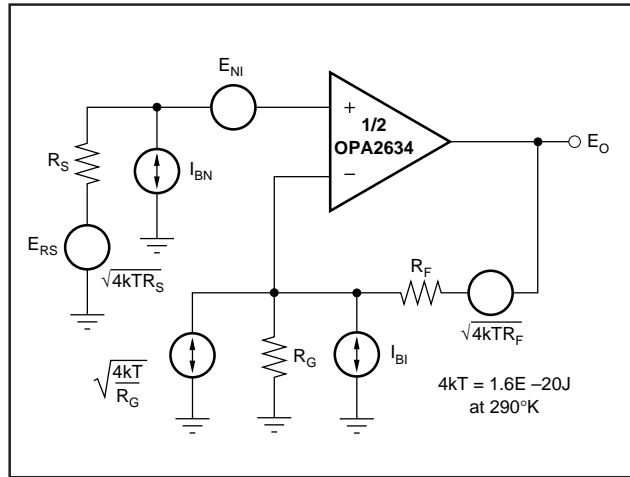 E_NI
+
1/2
OPA2634
−
E_O
R_S
I_BN
E_RS
√4kTR_S
R_F
√4kTR_F
√4kT/R_G
R_G
I_BI
4kT = 1.6E –20J
at 290°K